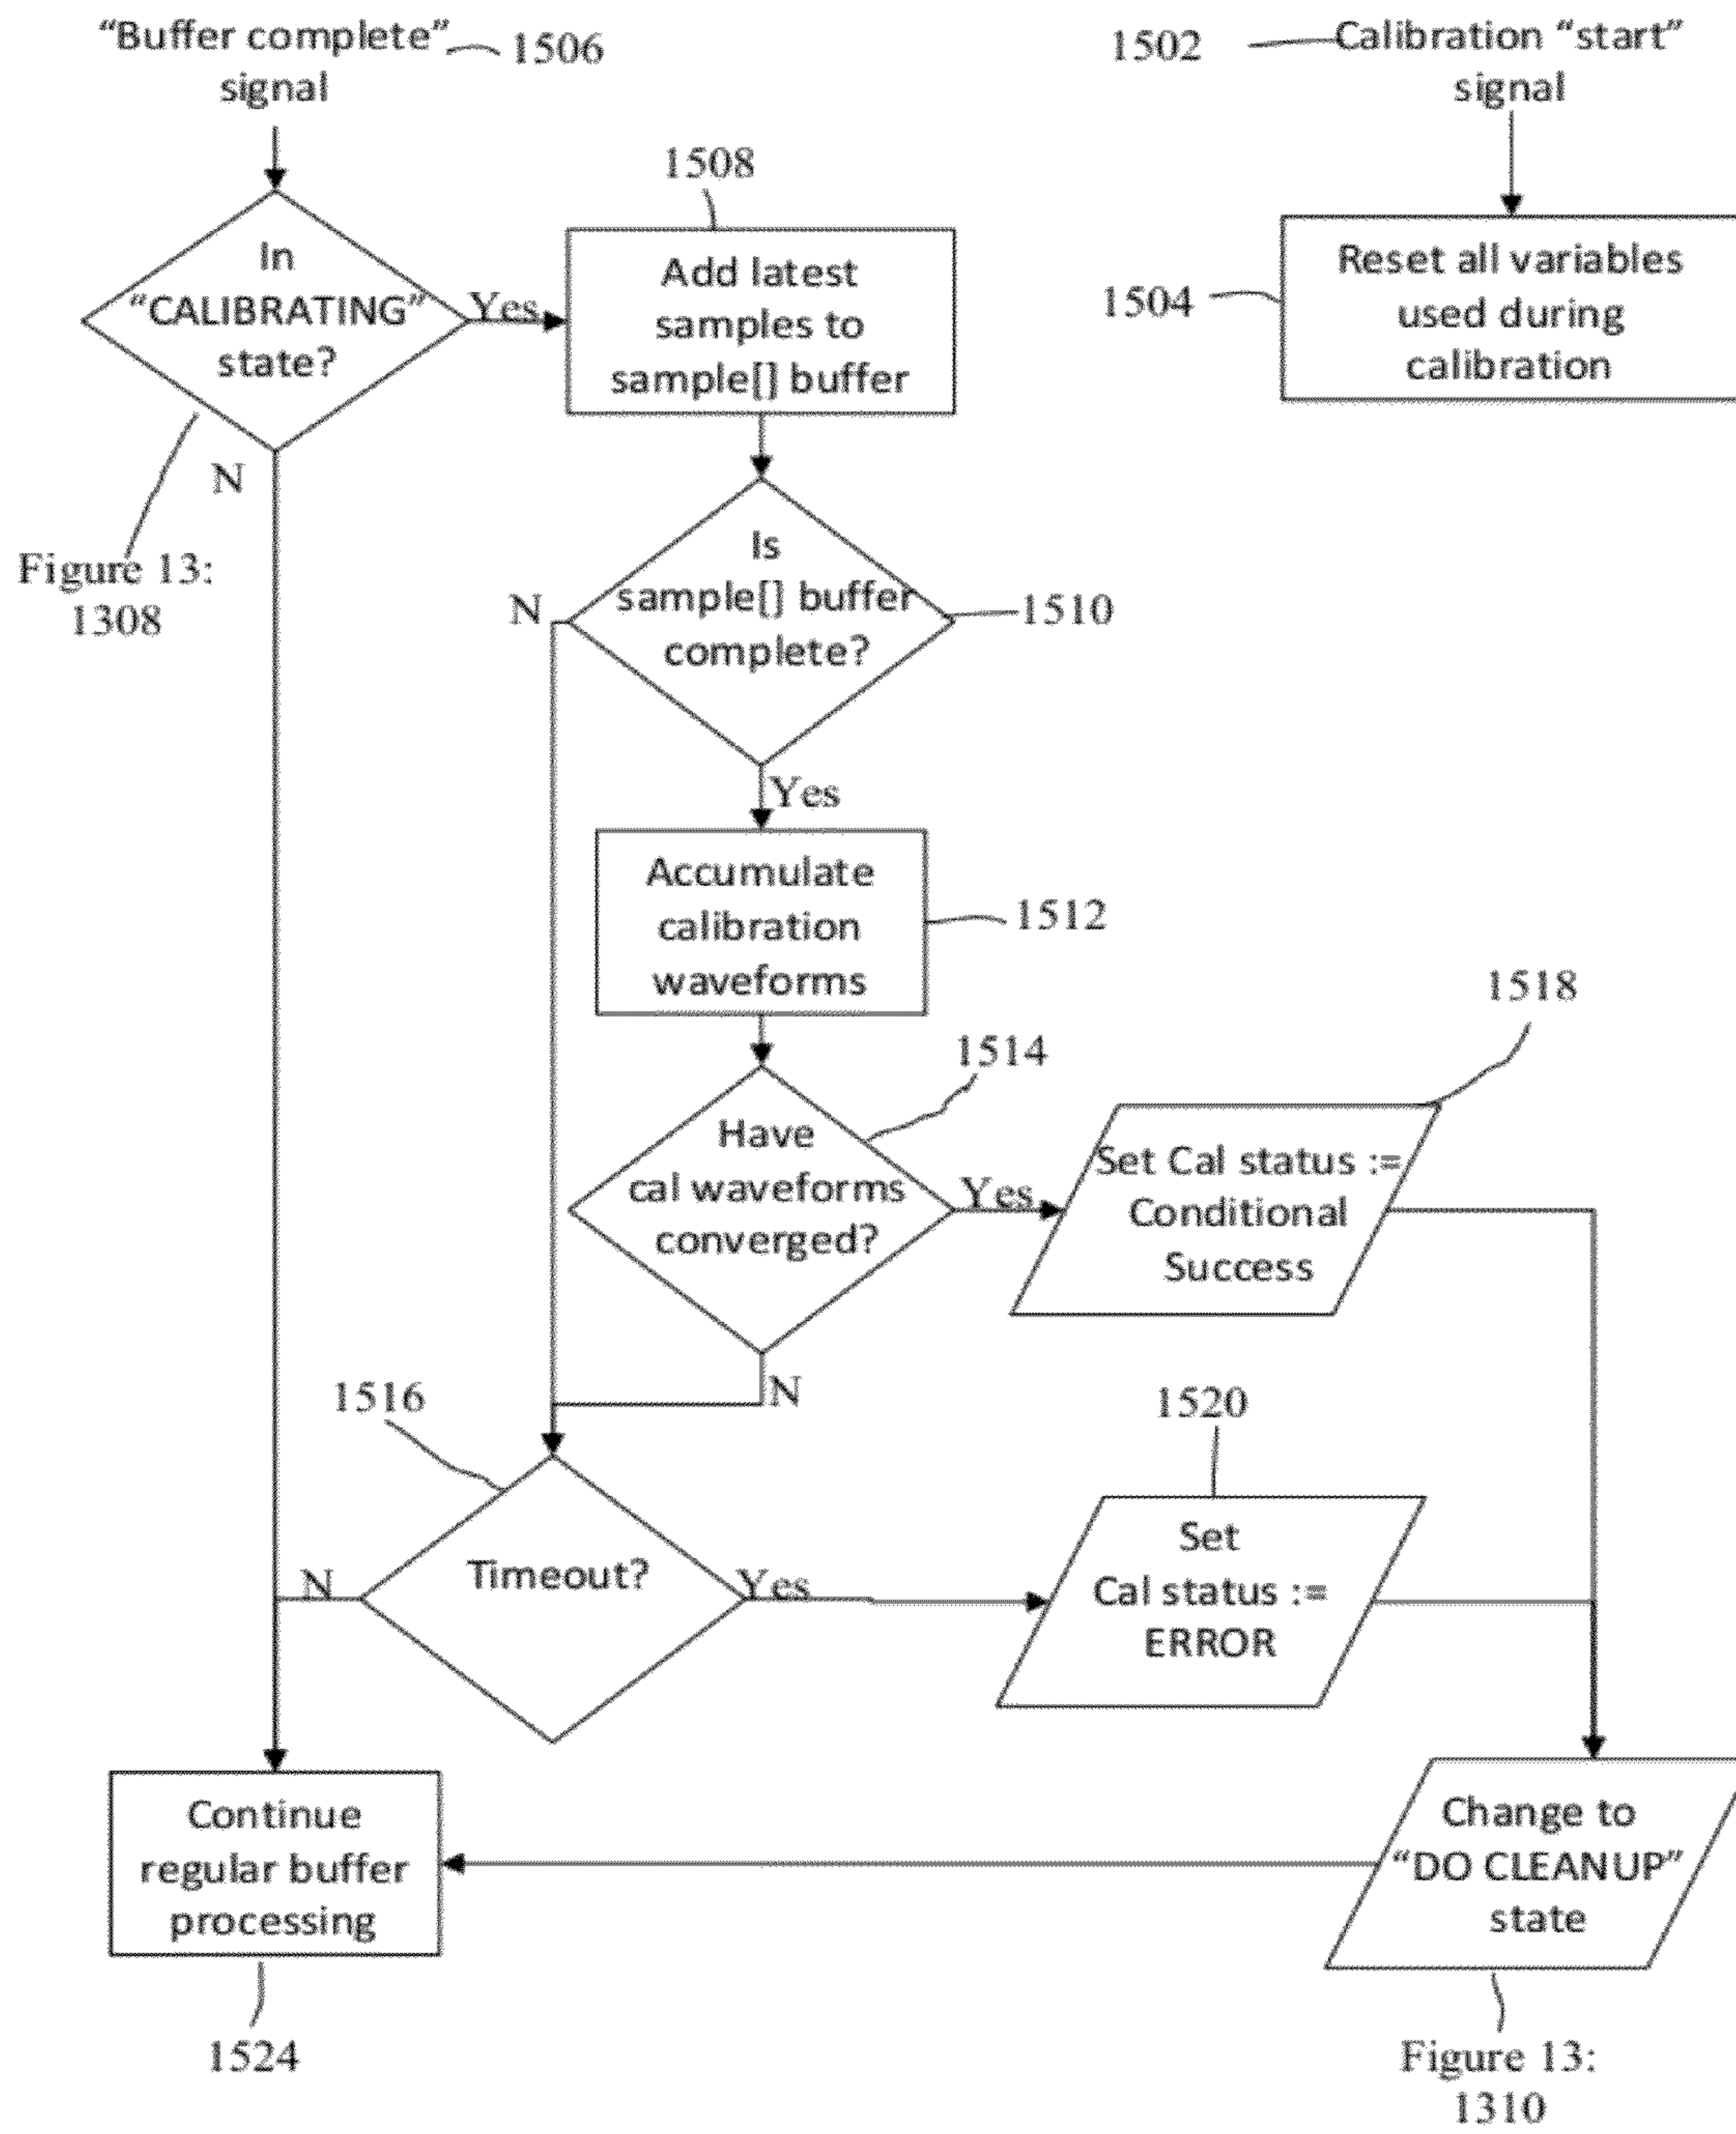 “Buffer complete”
signal
1506
1502
Calibration “start”
signal
1508
In
“CALIBRATING”
state?
Yes
Add latest
samples to
sample[] buffer
1504
Reset all variables
used during
calibration
N
Figure 13:
1308
Is
sample[] buffer
complete?
N
1510
Yes
Accumulate
calibration
waveforms
1512
1514
1518
Have
cal waveforms
converged?
Yes
Set Cal status :=
Conditional
Success
N
1516
1520
Timeout?
N
Yes
Set
Cal status :=
ERROR
Continue
regular buffer
processing
Change to
“DO CLEANUP”
state
1524
Figure 13:
1310